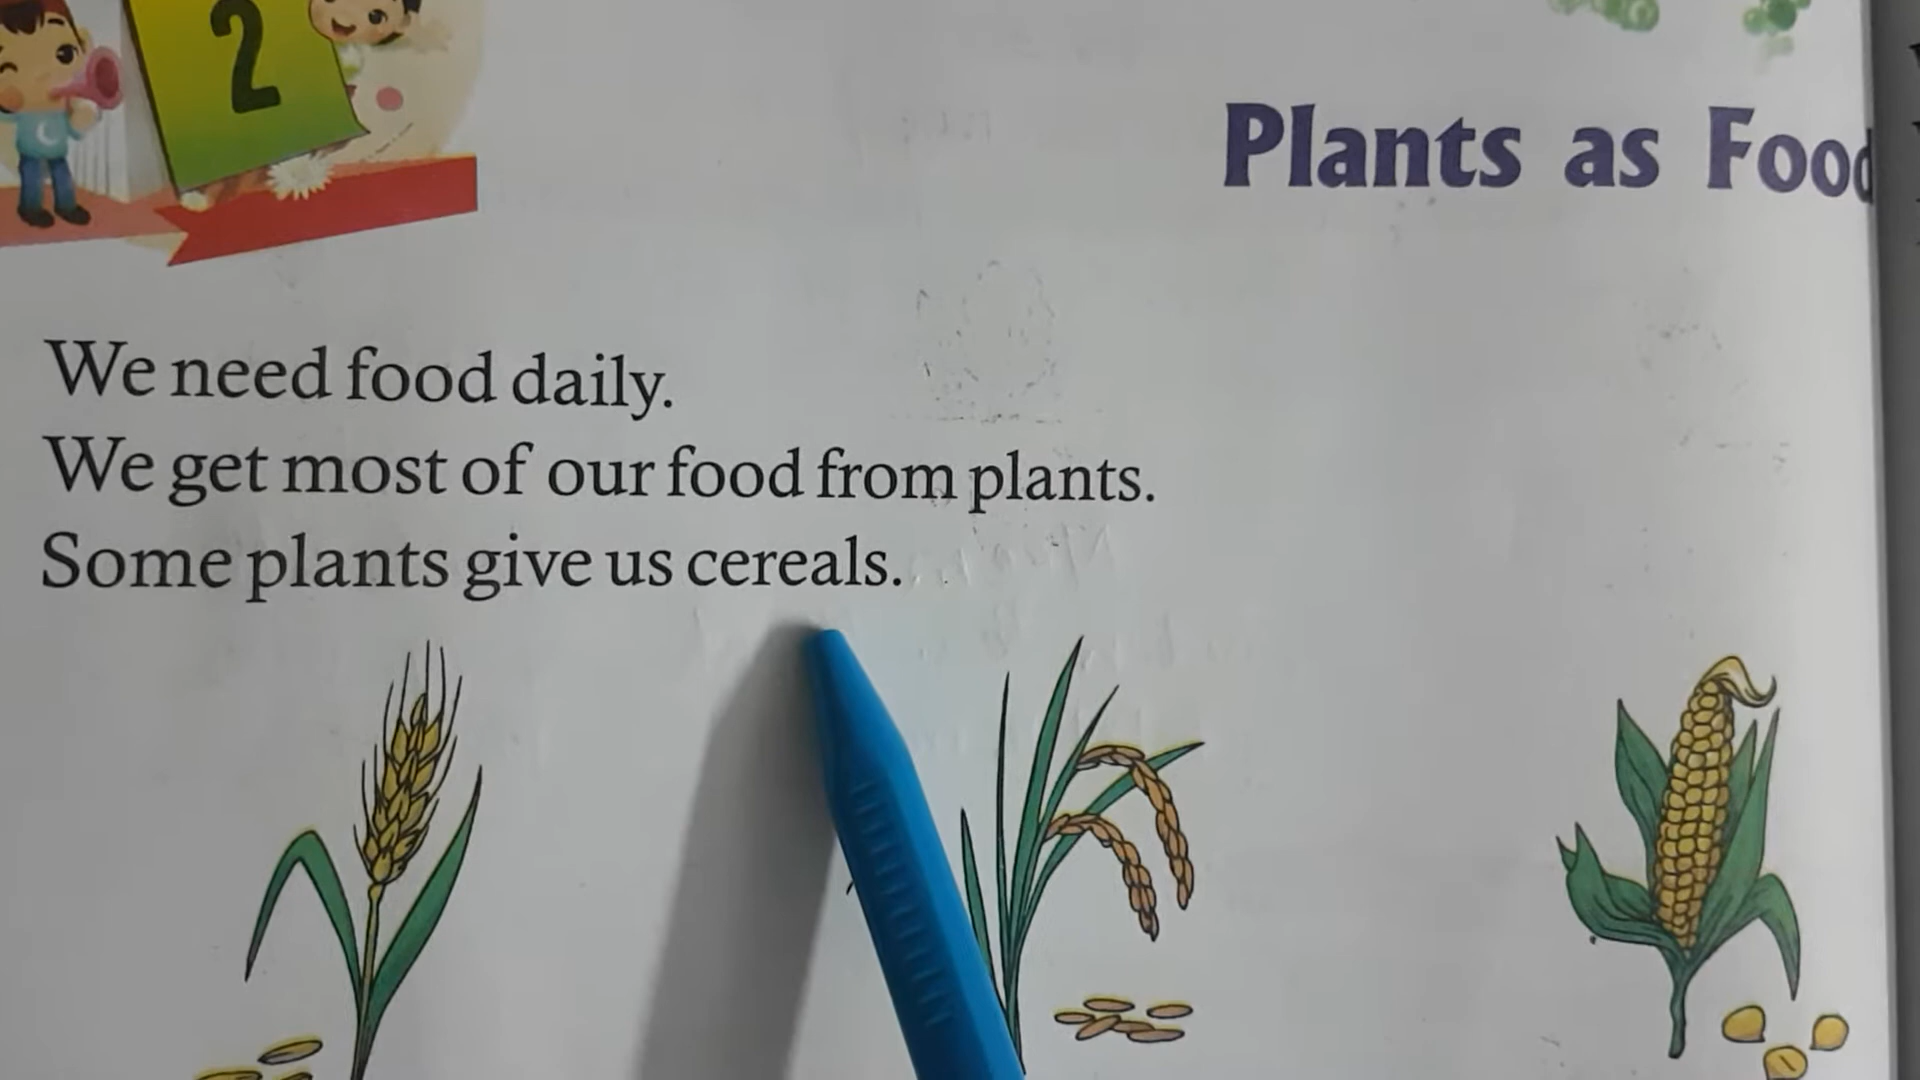 2
Plants as Food
We need food daily.
We get most of our food from plants.
Some plants give us cereals.